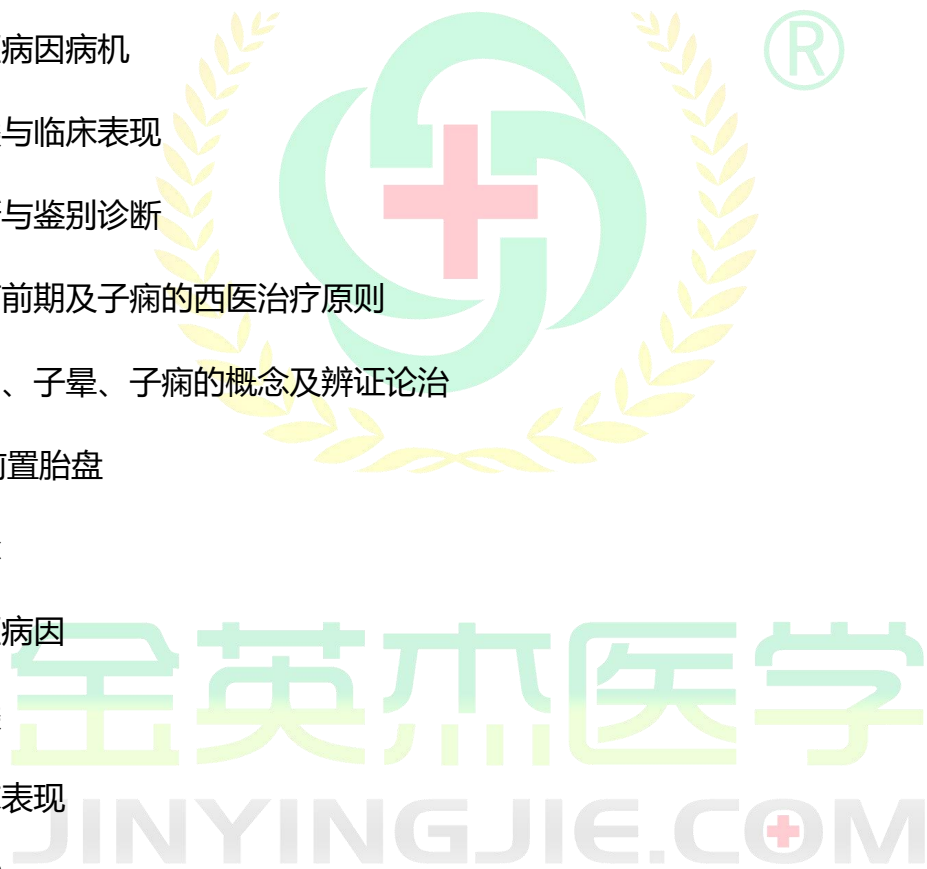 病因病机
与临床表现
与鉴别诊断
前期及子痫的西医治疗原则
、子晕、子痫的概念及辨证论治
前置胎盘
病因
表现
金英杰医学
JINYINGJIE.COM
®